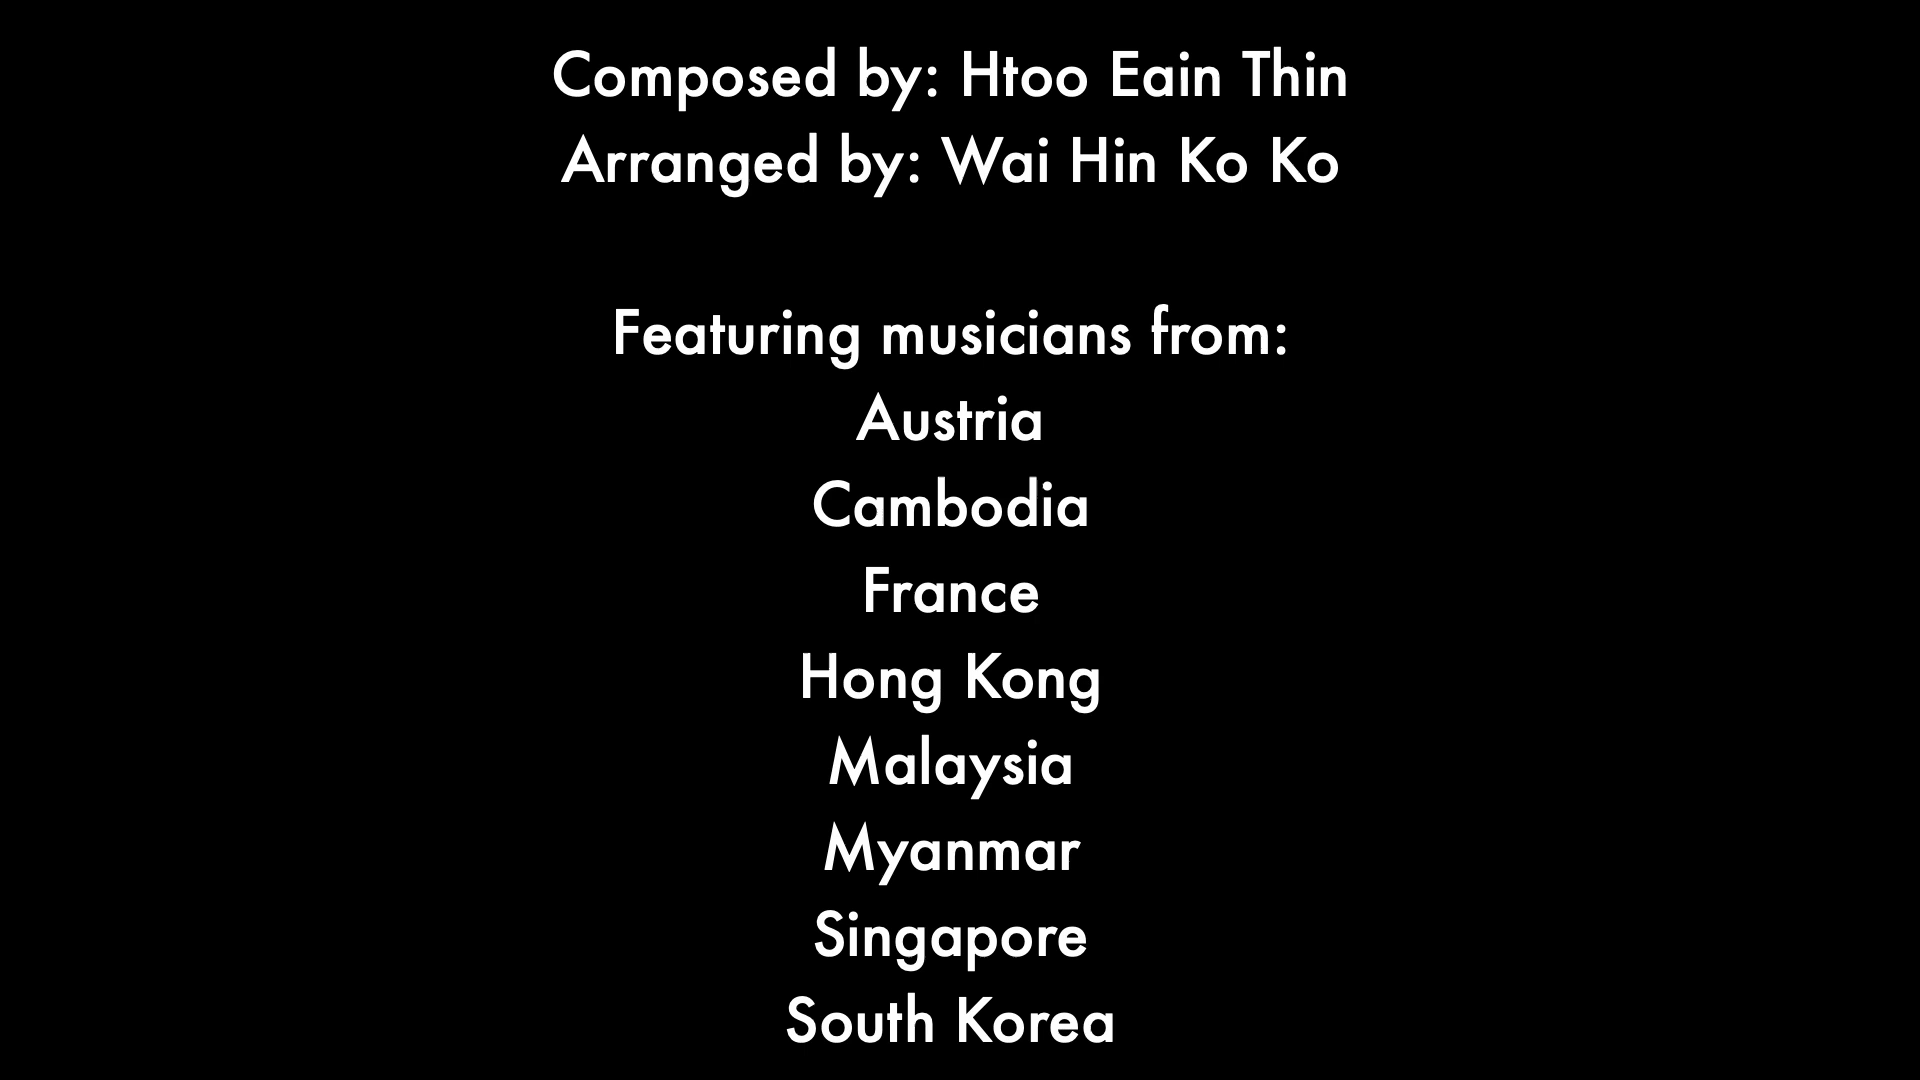 Composed by: Htoo Eain Thin
Arranged by: Wai Hin Ko Ko
Featuring musicians from:
Austria
Cambodia
France
Hong Kong
Malaysia
Myanmar
Singapore
South Korea